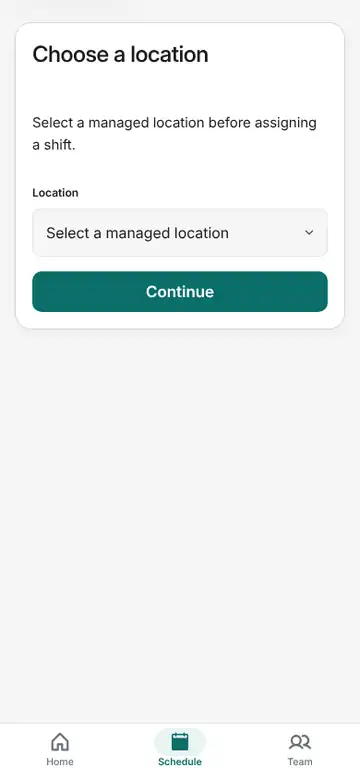 Choose a location
Select a managed location before assigning
a shift.
Location
Select a managed location
Continue
Home
Schedule
Team